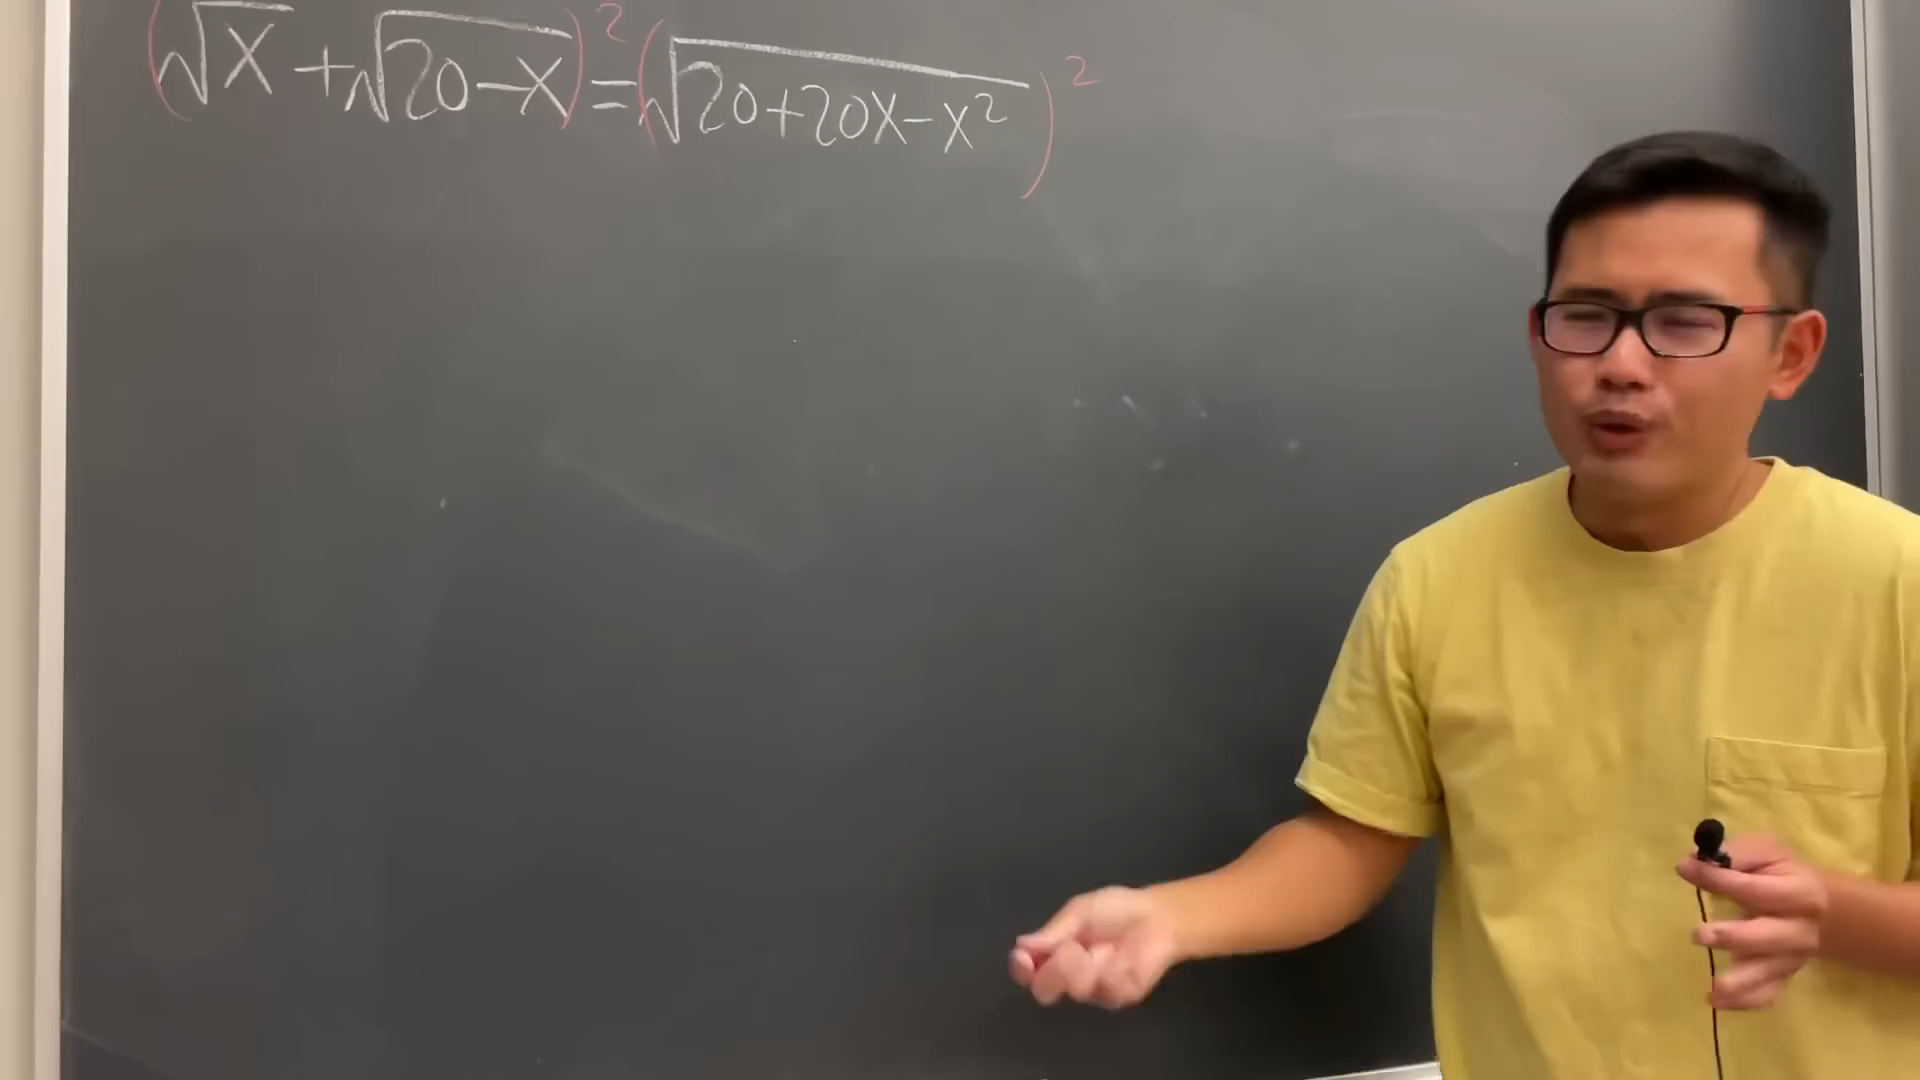 (√x + √20-x)² = (√20+20x-x²)²